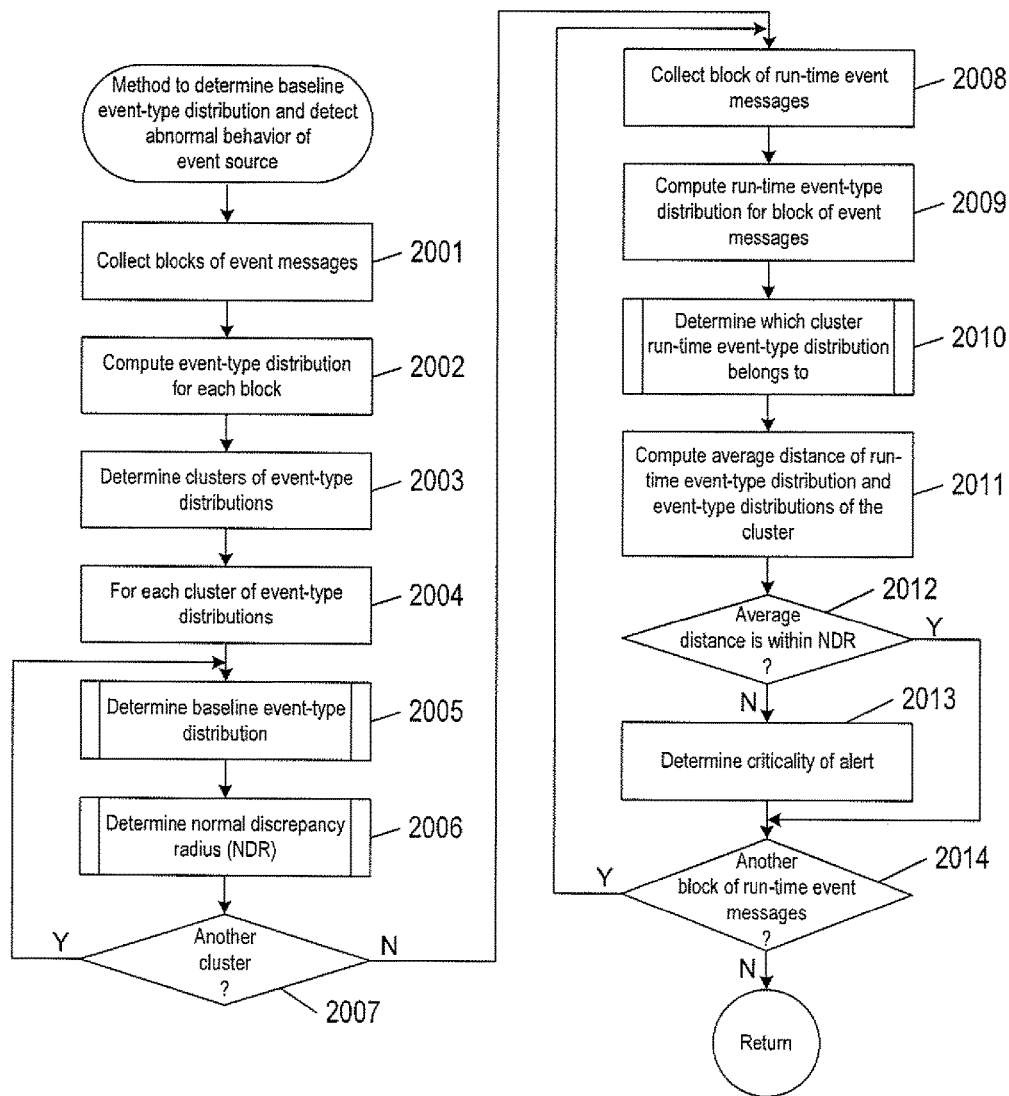 Method to determine baseline
event-type distribution and detect
abnormal behavior of
event source
Collect blocks of event messages
2001
Compute event-type distribution
for each block
2002
Determine clusters of event-type
distributions
2003
For each cluster of event-type
distributions
2004
Determine baseline event-type
distribution
2005
Determine normal discrepancy
radius (NDR)
2006
Another
cluster
?
Y
N
2007
Collect block of run-time event
messages
2008
Compute run-time event-type
distribution for block of event
messages
2009
Determine which cluster
run-time event-type distribution
belongs to
2010
Compute average distance of run-
time event-type distribution and
event-type distributions of the
cluster
2011
2012
Average
distance is within NDR
?
Y
N
2013
Determine criticality of alert
2014
Another
block of run-time event
messages
?
Y
N
Return